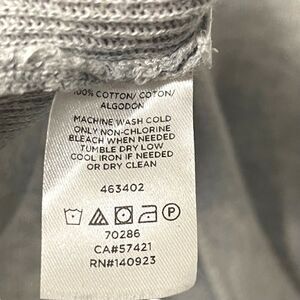 100% COTTON/ COTON/
ALGODON
MACHINE WASH COLD
ONLY NON-CHLORINE
BLEACH WHEN NEEDED
TUMBLE DRY LOW
COOL IRON IF NEEDED
OR DRY CLEAN
463402
P
70286
CA#57421
RN#140923